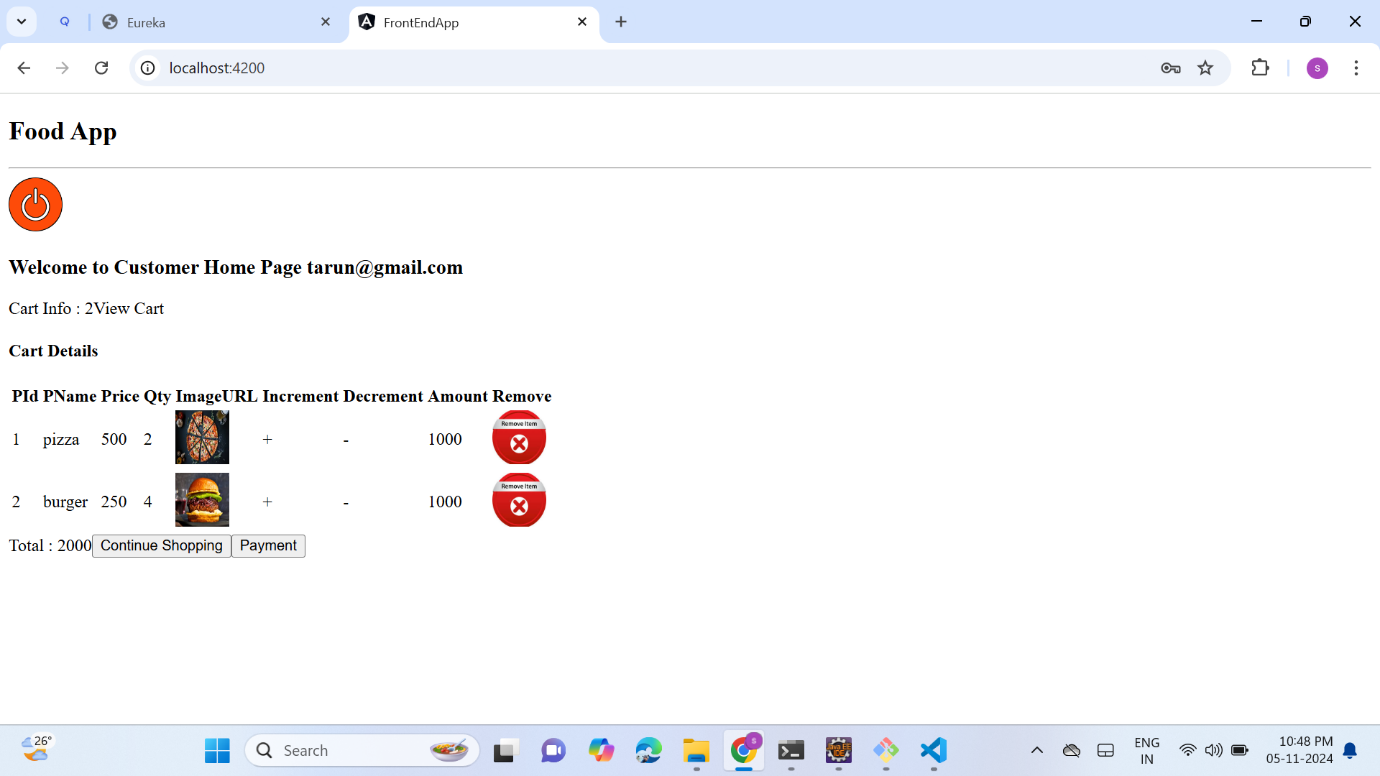 Eureka
FrontEndApp
localhost:4200
s
Food App
Welcome to Customer Home Page tarun@gmail.com
Cart Info : 2View Cart
Cart Details
PId PName Price Qty ImageURL Increment Decrement Amount Remove
Remove Item
1 pizza 500 2 + - 1000
Remove Item
2 burger 250 4 + - 1000
Total : 2000 Continue Shopping Payment
26°
Search
S
Java EE
IDE
ENG
IN
10:48 PM
05-11-2024